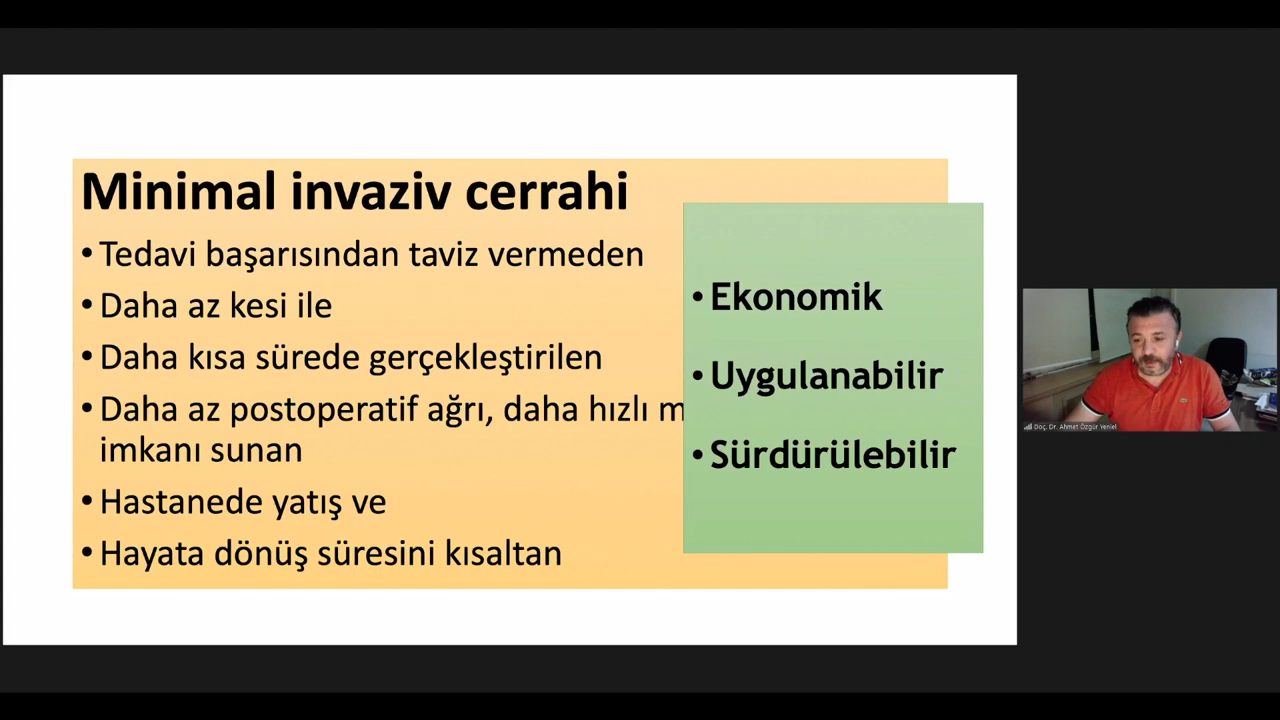 Minimal invaziv cerrahi
• Tedavi başarısından taviz vermeden
• Daha az kesi ile
• Daha kısa sürede gerçekleştirilen
• Daha az postoperatif ağrı, daha hızlı
imkanı sunan
• Hastanede yatış ve
• Hayata dönüş süresini kısaltan
• Ekonomik
• Uygulanabilir
• Sürdürülebilir
Doç. Dr. Ahmet Özgür Yeniel